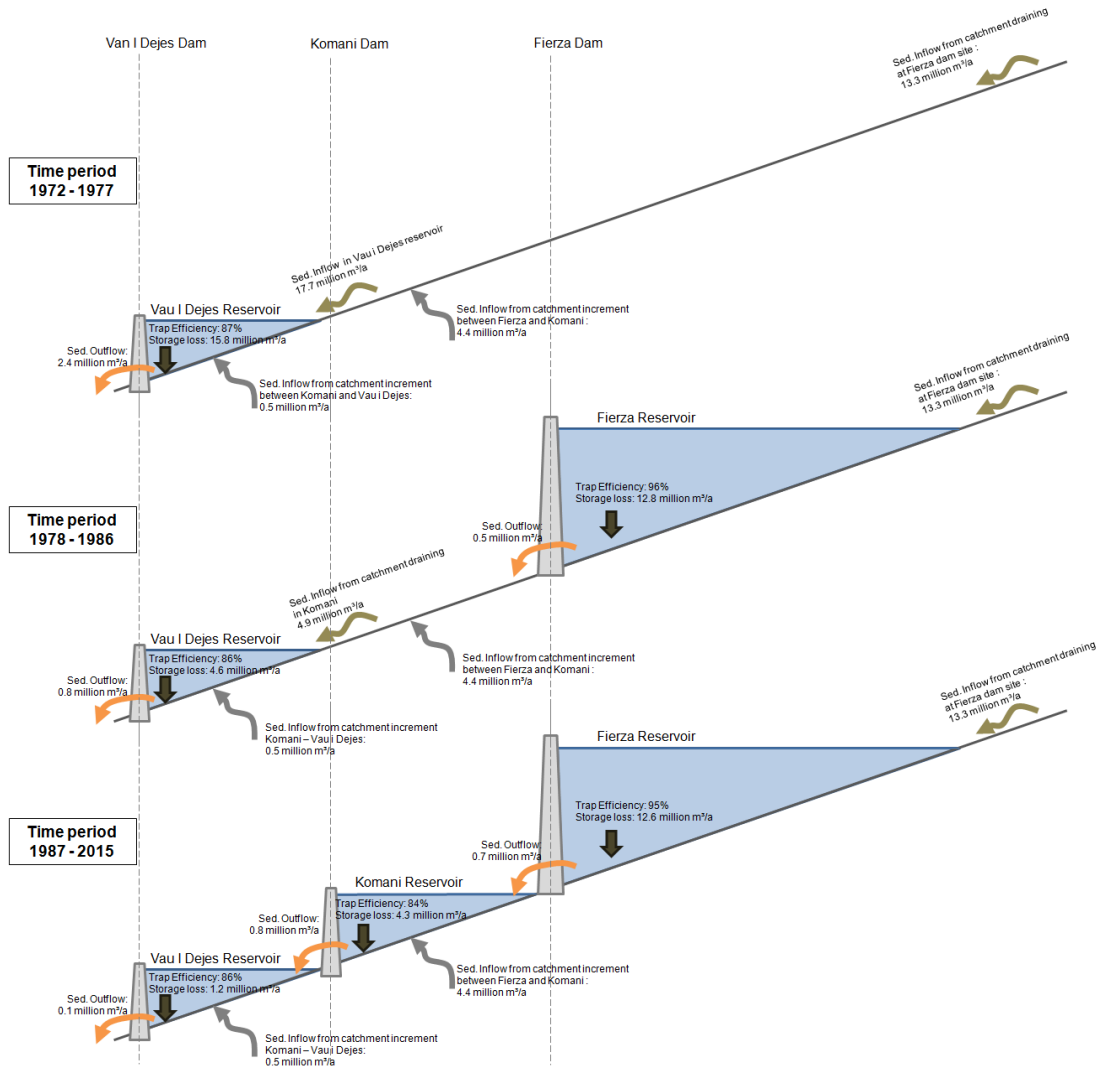 Van I Dejes Dam
Komani Dam
Fierza Dam
Sed. Inflow from catchment draining
at Fierza dam site :
13.3 million m³/a
Time period
1972 - 1977
Sed. Inflow in Vau i Dejes reservoir
17.7 million m³/a
Vau I Dejes Reservoir
Trap Efficiency: 87%
Storage loss: 15.8 million m³/a
Sed. Outflow:
2.4 million m³/a
Sed. Inflow from catchment increment
between Fierza and Komani :
4.4 million m³/a
Sed. Inflow from catchment increment
between Komani and Vau i Dejes:
0.5 million m³/a
Sed. Inflow from catchment draining
at Fierza dam site :
13.3 million m³/a
Fierza Reservoir
Trap Efficiency: 96%
Storage loss: 12.8 million m³/a
Time period
1978 - 1986
Sed. Outflow:
0.5 million m³/a
Sed. Inflow from catchment draining
in Komani
4.9 million m³/a
Vau I Dejes Reservoir
Trap Efficiency: 86%
Storage loss: 4.6 million m³/a
Sed. Outflow:
0.8 million m³/a
Sed. Inflow from catchment increment
between Fierza and Komani :
4.4 million m³/a
Sed. Inflow from catchment increment
Komani – Vau i Dejes:
0.5 million m³/a
Sed. Inflow from catchment draining
at Fierza dam site :
13.3 million m³/a
Fierza Reservoir
Trap Efficiency: 95%
Storage loss: 12.6 million m³/a
Time period
1987 - 2015
Sed. Outflow:
0.7 million m³/a
Komani Reservoir
Trap Efficiency: 84%
Storage loss: 4.3 million m³/a
Sed. Outflow:
0.8 million m³/a
Vau I Dejes Reservoir
Trap Efficiency: 86%
Storage loss: 1.2 million m³/a
Sed. Outflow:
0.1 million m³/a
Sed. Inflow from catchment increment
between Fierza and Komani :
4.4 million m³/a
Sed. Inflow from catchment increment
Komani – Vau i Dejes:
0.5 million m³/a